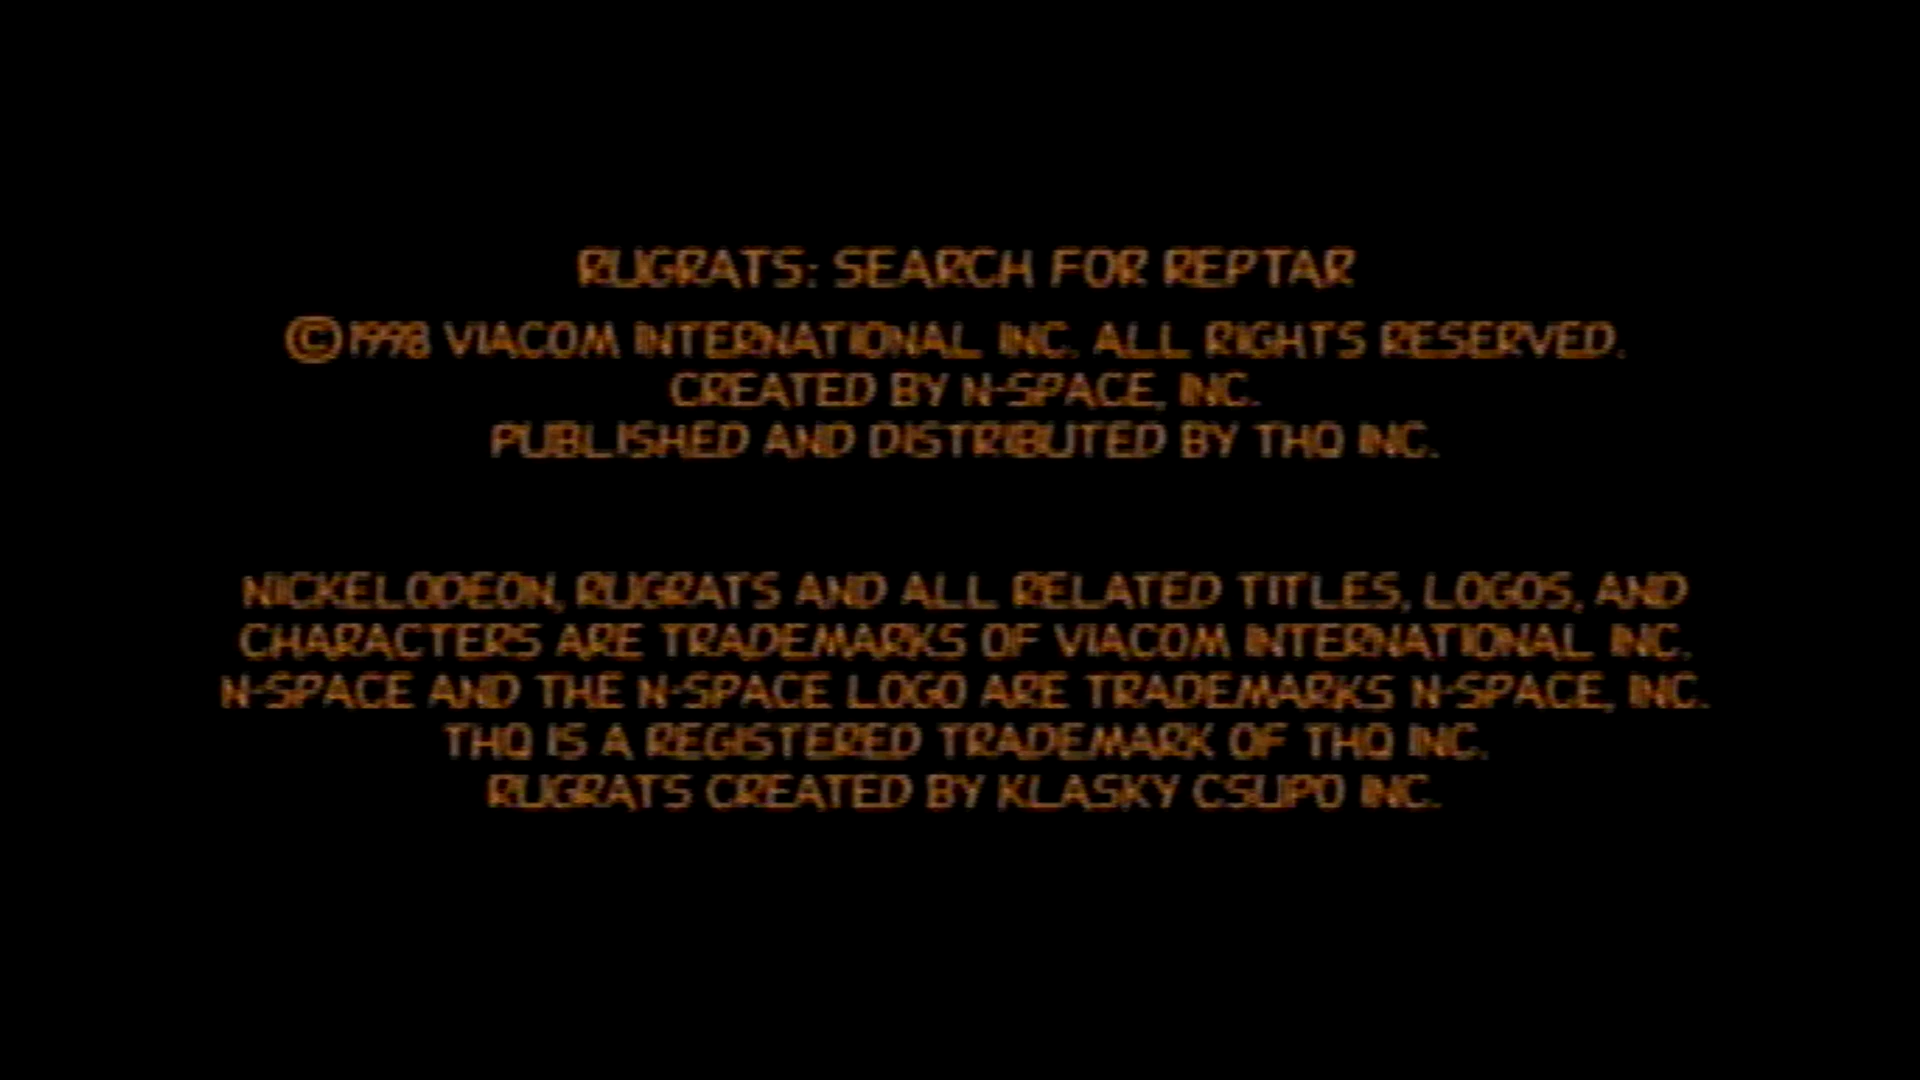 RUGRATS: SEARCH FOR REPTAR
©1998 VIACOM INTERNATIONAL INC. ALL RIGHTS RESERVED.
CREATED BY N-SPACE, INC.
PUBLISHED AND DISTRIBUTED BY THQ INC.
NICKELODEON, RUGRATS AND ALL RELATED TITLES, LOGOS, AND
CHARACTERS ARE TRADEMARKS OF VIACOM INTERNATIONAL INC.
N-SPACE AND THE N-SPACE LOGO ARE TRADEMARKS N-SPACE, INC.
THQ IS A REGISTERED TRADEMARK OF THQ INC.
RUGRATS CREATED BY KLASKY CSUPO INC.